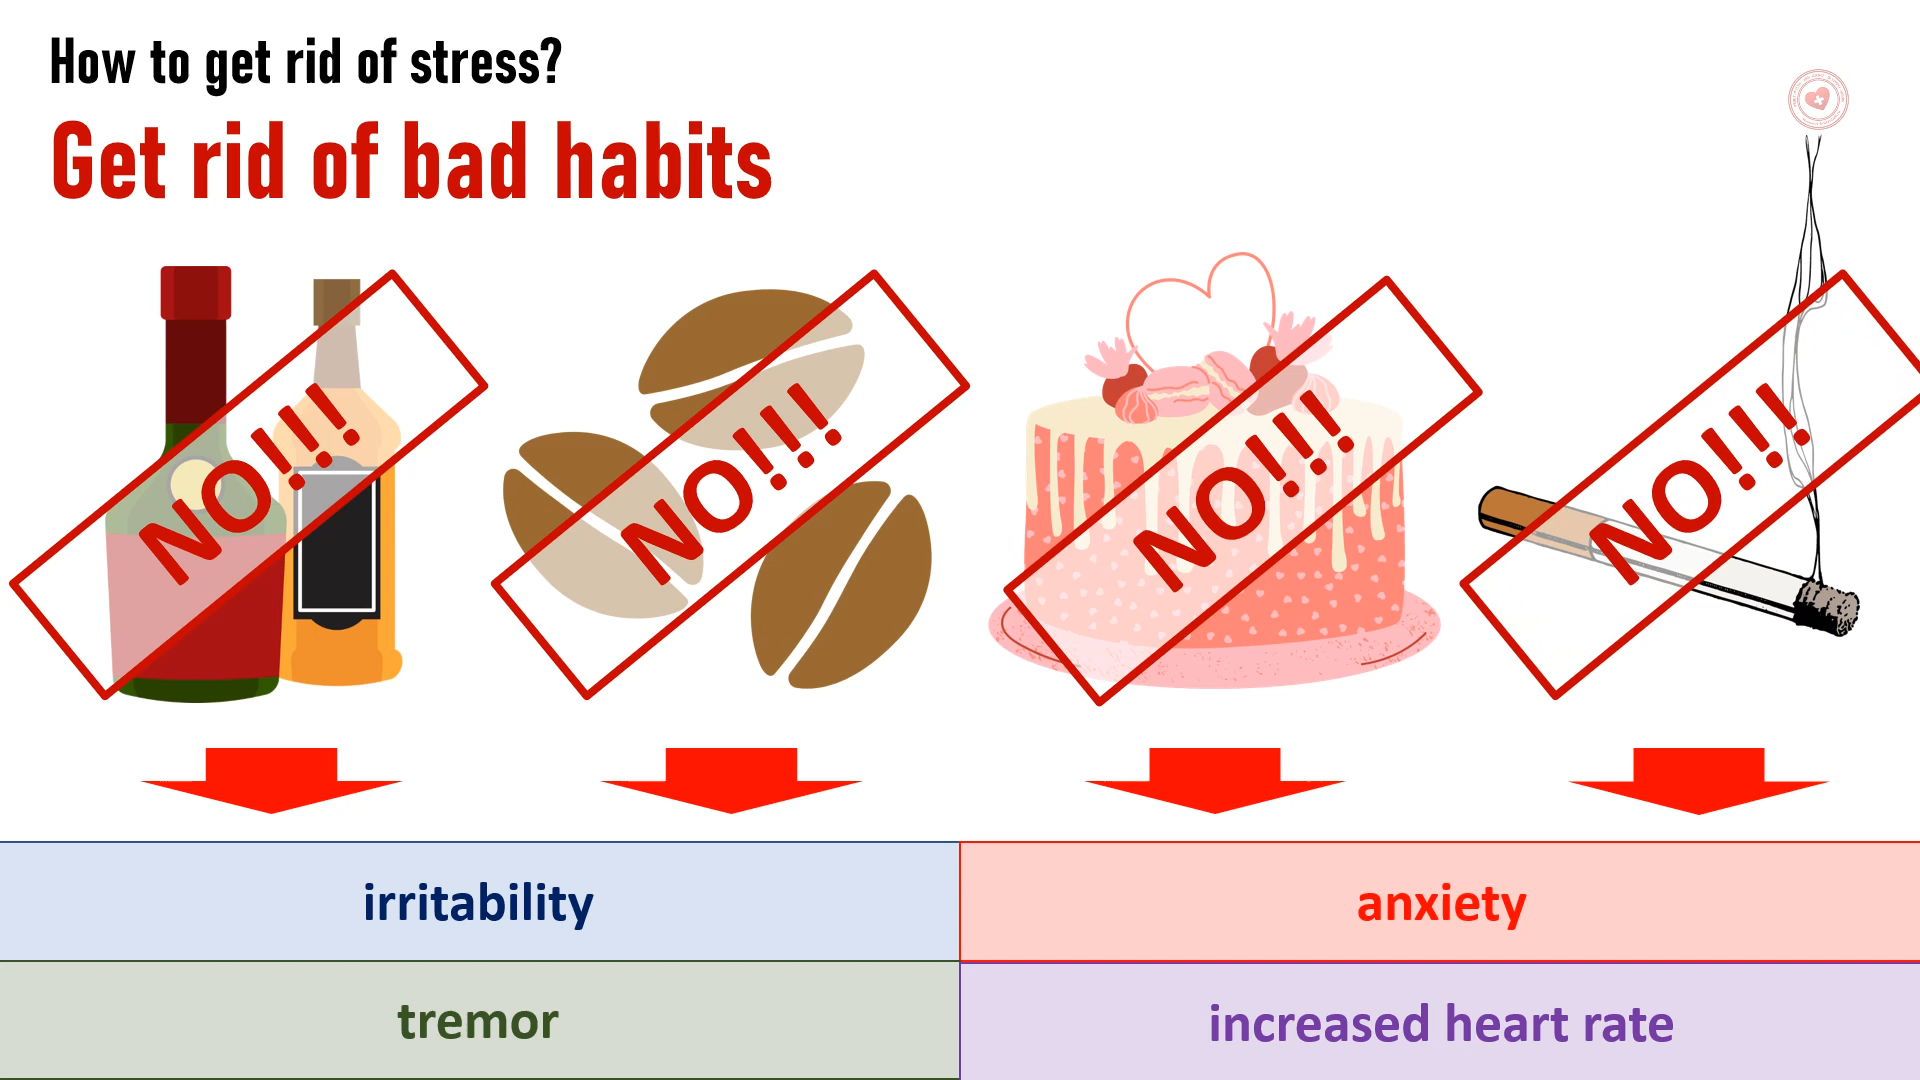 How to get rid of stress?
Get rid of bad habits
NO!!!
NO!!!
NO!!!
NO!!!
irritability
anxiety
tremor
increased heart rate